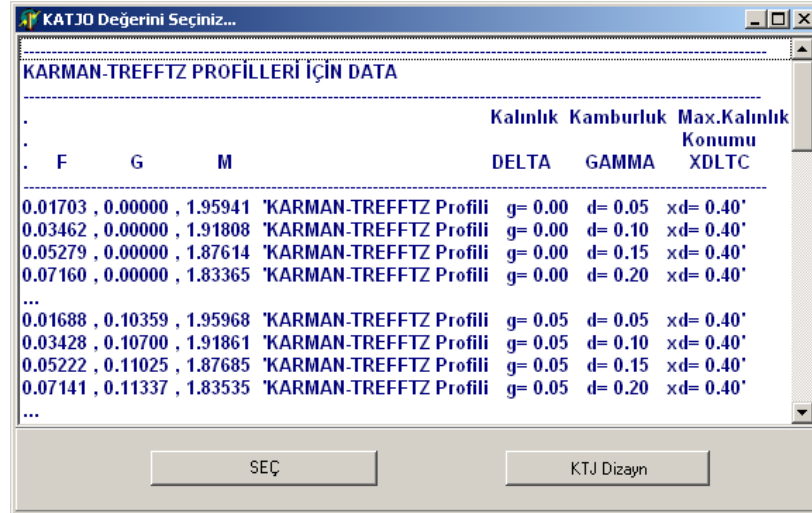 KATJO Değerini Seçiniz...
-----------------------------------------------------------
KARMAN-TREFFTZ PROFİLLERİ İÇİN DATA
-----------------------------------------------------------
. Kalınlık Kamburluk Max.Kalınlık
. Konumu
. F G M DELTA GAMMA XDLTC
-----------------------------------------------------------
0.01703 , 0.00000 , 1.95941 'KARMAN-TREFFTZ Profili g= 0.00 d= 0.05 xd= 0.40'
0.03462 , 0.00000 , 1.91808 'KARMAN-TREFFTZ Profili g= 0.00 d= 0.10 xd= 0.40'
0.05279 , 0.00000 , 1.87614 'KARMAN-TREFFTZ Profili g= 0.00 d= 0.15 xd= 0.40'
0.07160 , 0.00000 , 1.83365 'KARMAN-TREFFTZ Profili g= 0.00 d= 0.20 xd= 0.40'
...
0.01688 , 0.10359 , 1.95968 'KARMAN-TREFFTZ Profili g= 0.05 d= 0.05 xd= 0.40'
0.03428 , 0.10700 , 1.91861 'KARMAN-TREFFTZ Profili g= 0.05 d= 0.10 xd= 0.40'
0.05222 , 0.11025 , 1.87685 'KARMAN-TREFFTZ Profili g= 0.05 d= 0.15 xd= 0.40'
0.07141 , 0.11337 , 1.83535 'KARMAN-TREFFTZ Profili g= 0.05 d= 0.20 xd= 0.40'
...
SEÇ
KTJ Dizayn